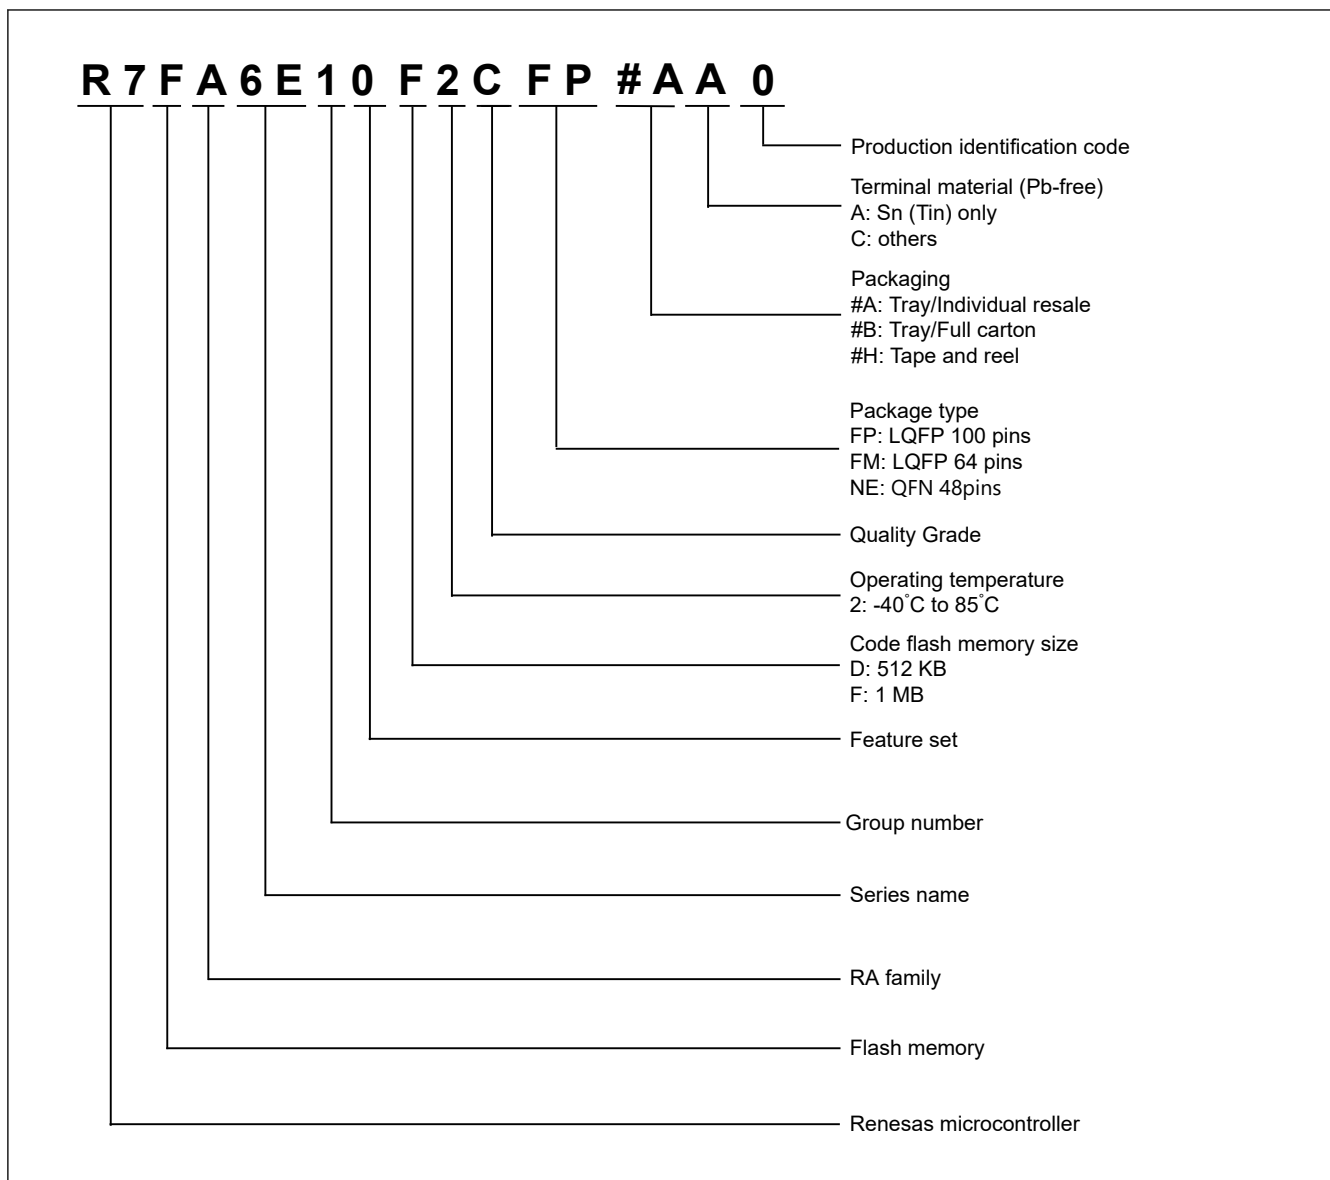 R7FA6E10F2CFP#AA0
Production identification code
Terminal material (Pb-free)
A: Sn (Tin) only
C: others
Packaging
#A: Tray/Individual resale
#B: Tray/Full carton
#H: Tape and reel
Package type
FP: LQFP 100 pins
FM: LQFP 64 pins
NE: QFN 48pins
Quality Grade
Operating temperature
2: -40°C to 85°C
Code flash memory size
D: 512 KB
F: 1 MB
Feature set
Group number
Series name
RA family
Flash memory
Renesas microcontroller